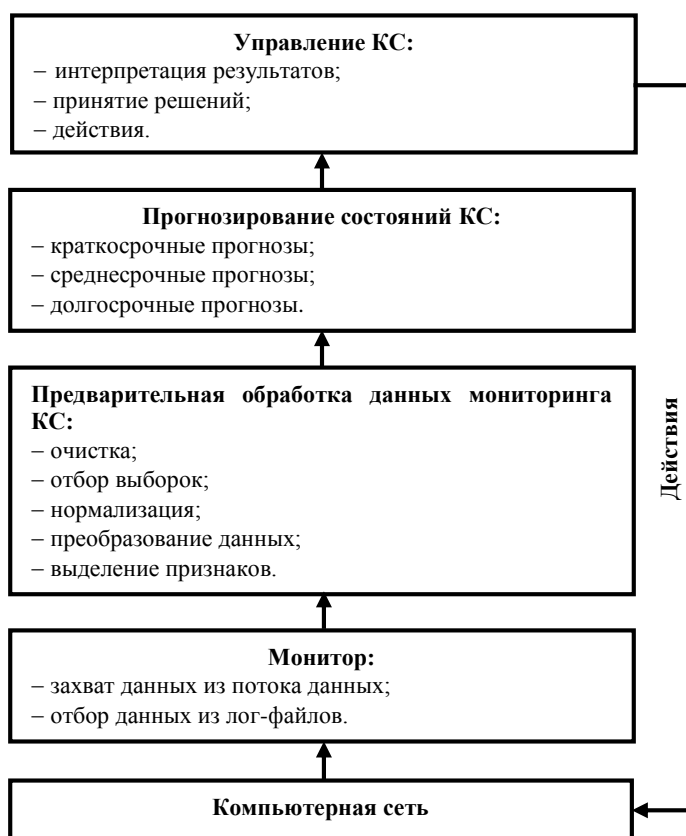 Управление КС:
− интерпретация результатов;
− принятие решений;
− действия.
Прогнозирование состояний КС:
− краткосрочные прогнозы;
− среднесрочные прогнозы;
− долгосрочные прогнозы.
Предварительная обработка данных мониторинга
КС:
− очистка;
− отбор выборок;
− нормализация;
− преобразование данных;
− выделение признаков.
Монитор:
− захват данных из потока данных;
− отбор данных из лог-файлов.
Компьютерная сеть
Действия